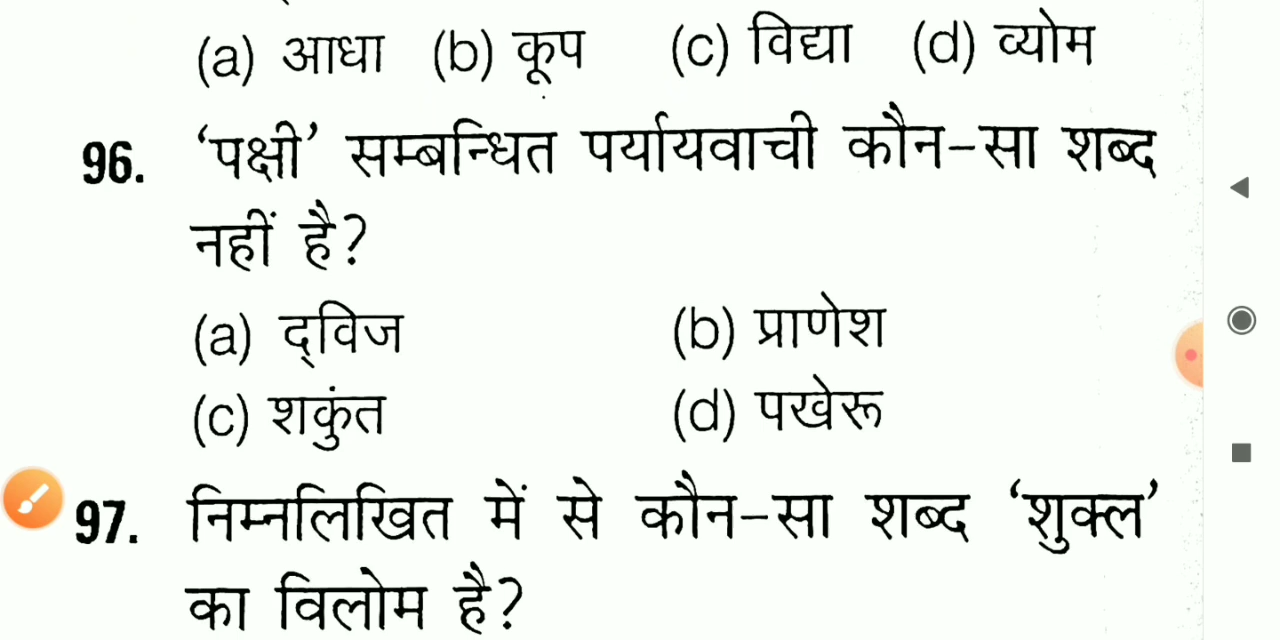 (a) आधा (b) कूप (c) विद्या (d) व्योम
96. ‘पक्षी’ सम्बन्धित पर्यायवाची कौन-सा शब्द
नहीं है?
(a) द्‌विज (b) प्राणेश
(c) शकुंत (d) पखेरू
97. निम्नलिखित में से कौन-सा शब्द ‘शुक्ल’
का विलोम है?